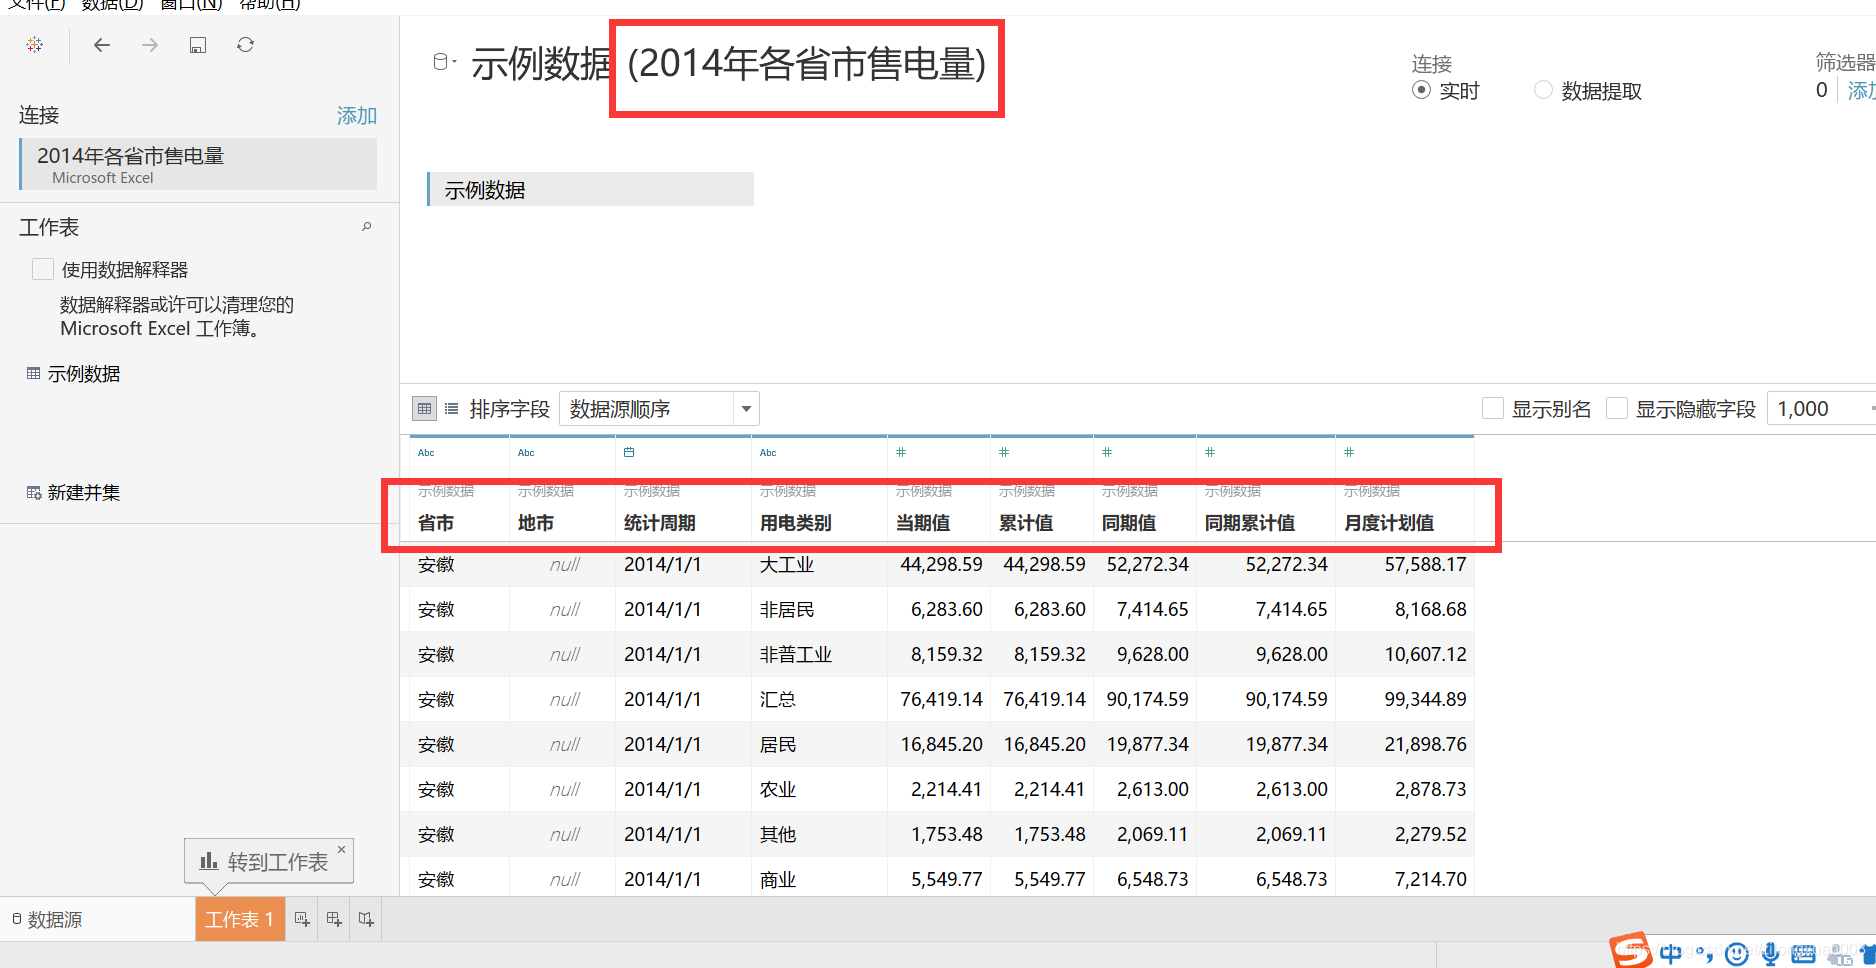 文件(F) 数据(D) 窗口(N) 帮助(H)
示例数据 (2014年各省市售电量)
连接
实时
数据提取
筛选器
0 添加
连接 添加
2014年各省市售电量
Microsoft Excel
工作表
使用数据解释器
数据解释器或许可以清理您的
Microsoft Excel 工作簿。
示例数据
新建并集
示例数据
排序字段 数据源顺序
显示别名 显示隐藏字段 1,000
Abc Abc Abc # # # # #
示例数据 示例数据 示例数据 示例数据 示例数据 示例数据 示例数据 示例数据 示例数据
省市 地市 统计周期 用电类别 当期值 累计值 同期值 同期累计值 月度计划值
安徽 null 2014/1/1 大工业 44,298.59 44,298.59 52,272.34 52,272.34 57,588.17
安徽 null 2014/1/1 非居民 6,283.60 6,283.60 7,414.65 7,414.65 8,168.68
安徽 null 2014/1/1 非普工业 8,159.32 8,159.32 9,628.00 9,628.00 10,607.12
安徽 null 2014/1/1 汇总 76,419.14 76,419.14 90,174.59 90,174.59 99,344.89
安徽 null 2014/1/1 居民 16,845.20 16,845.20 19,877.34 19,877.34 21,898.76
安徽 null 2014/1/1 农业 2,214.41 2,214.41 2,613.00 2,613.00 2,878.73
安徽 null 2014/1/1 其他 1,753.48 1,753.48 2,069.11 2,069.11 2,279.52
安徽 null 2014/1/1 商业 5,549.77 5,549.77 6,548.73 6,548.73 7,214.70
转到工作表
数据源 工作表 1
中